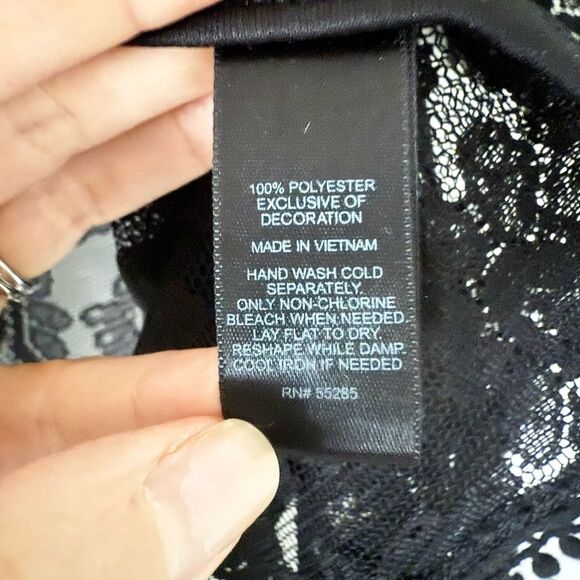 100% POLYESTER
EXCLUSIVE OF
DECORATION
MADE IN VIETNAM
HAND WASH COLD
SEPARATELY.
ONLY NON-CHLORINE
BLEACH WHEN NEEDED
LAY FLAT TO DRY.
RESHAPE WHILE DAMP.
COOL IRON IF NEEDED
RN# 55285